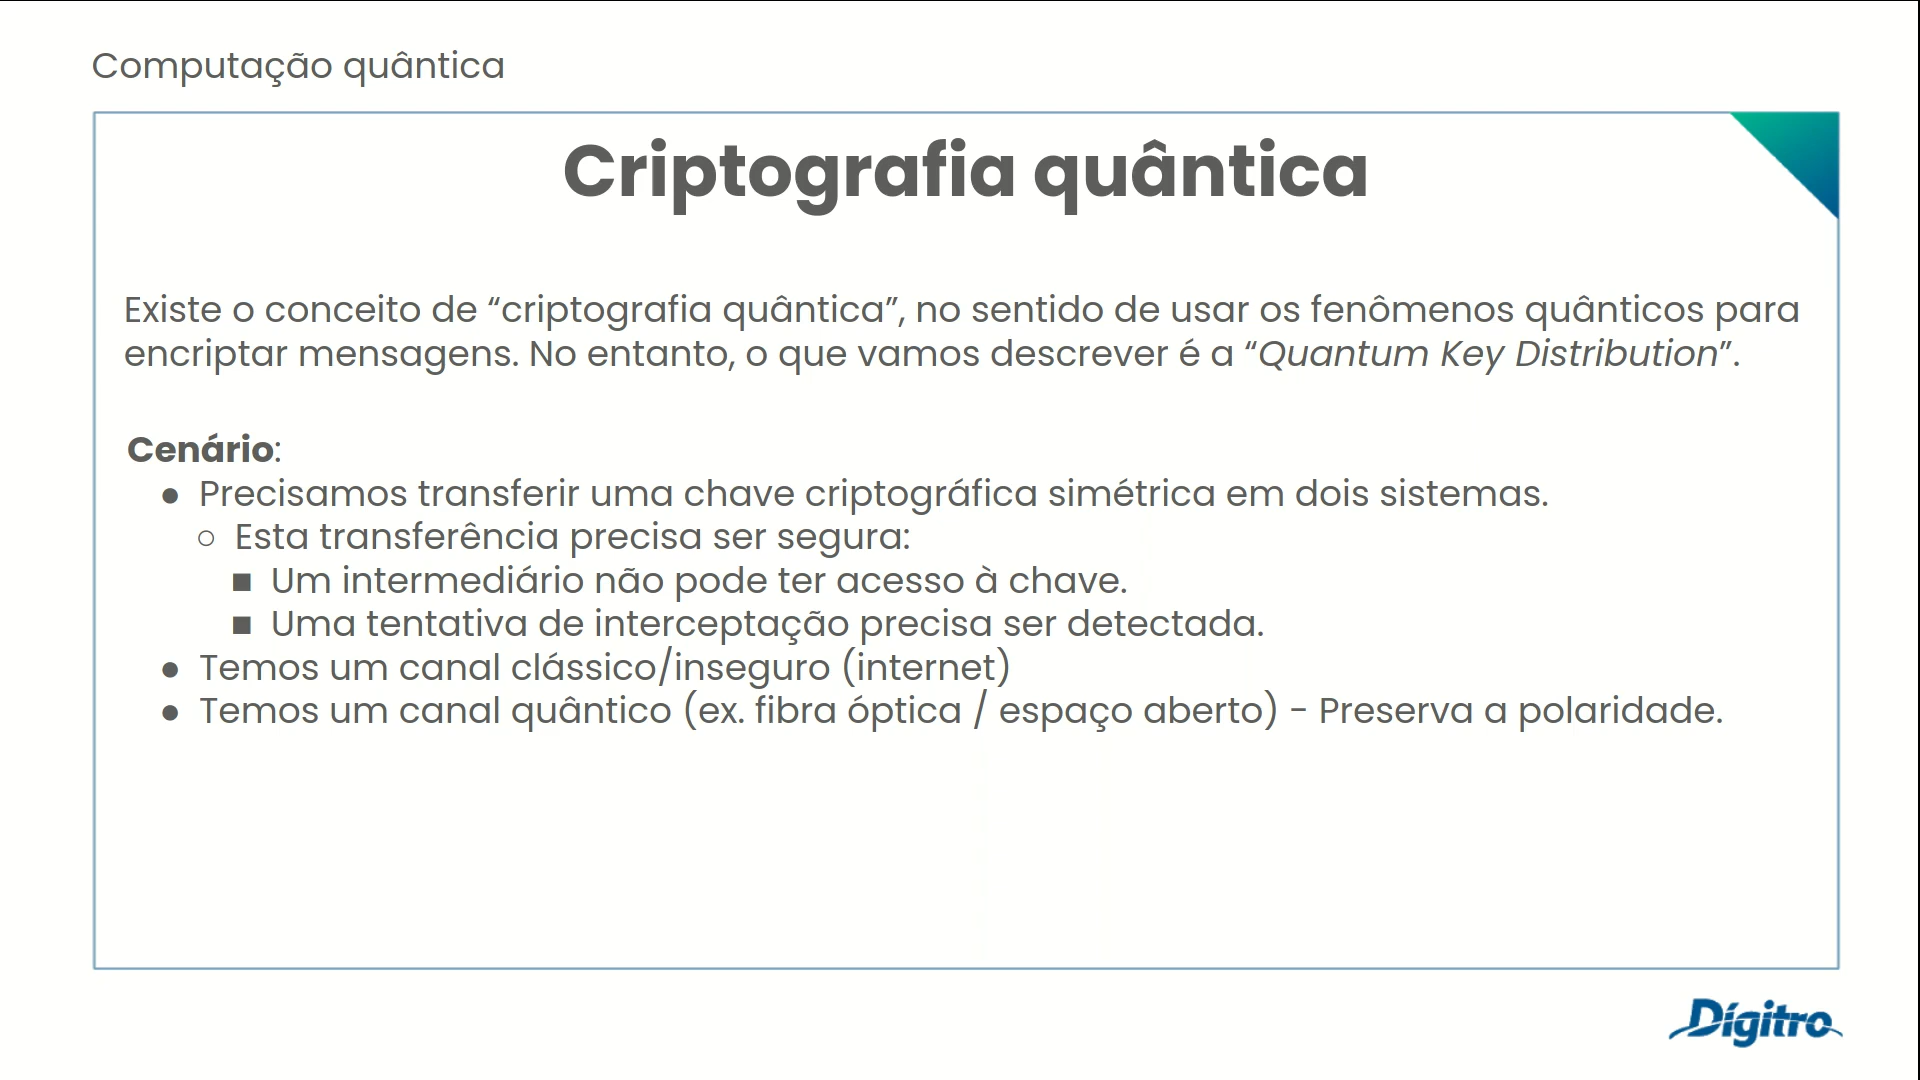 Computação quântica
Criptografia quântica
Existe o conceito de “criptografia quântica”, no sentido de usar os fenômenos quânticos para
encriptar mensagens. No entanto, o que vamos descrever é a “Quantum Key Distribution”.
Cenário:
● Precisamos transferir uma chave criptográfica simétrica em dois sistemas.
○ Esta transferência precisa ser segura:
■ Um intermediário não pode ter acesso à chave.
■ Uma tentativa de interceptação precisa ser detectada.
● Temos um canal clássico/inseguro (internet)
● Temos um canal quântico (ex. fibra óptica / espaço aberto) - Preserva a polaridade.
Dígitro